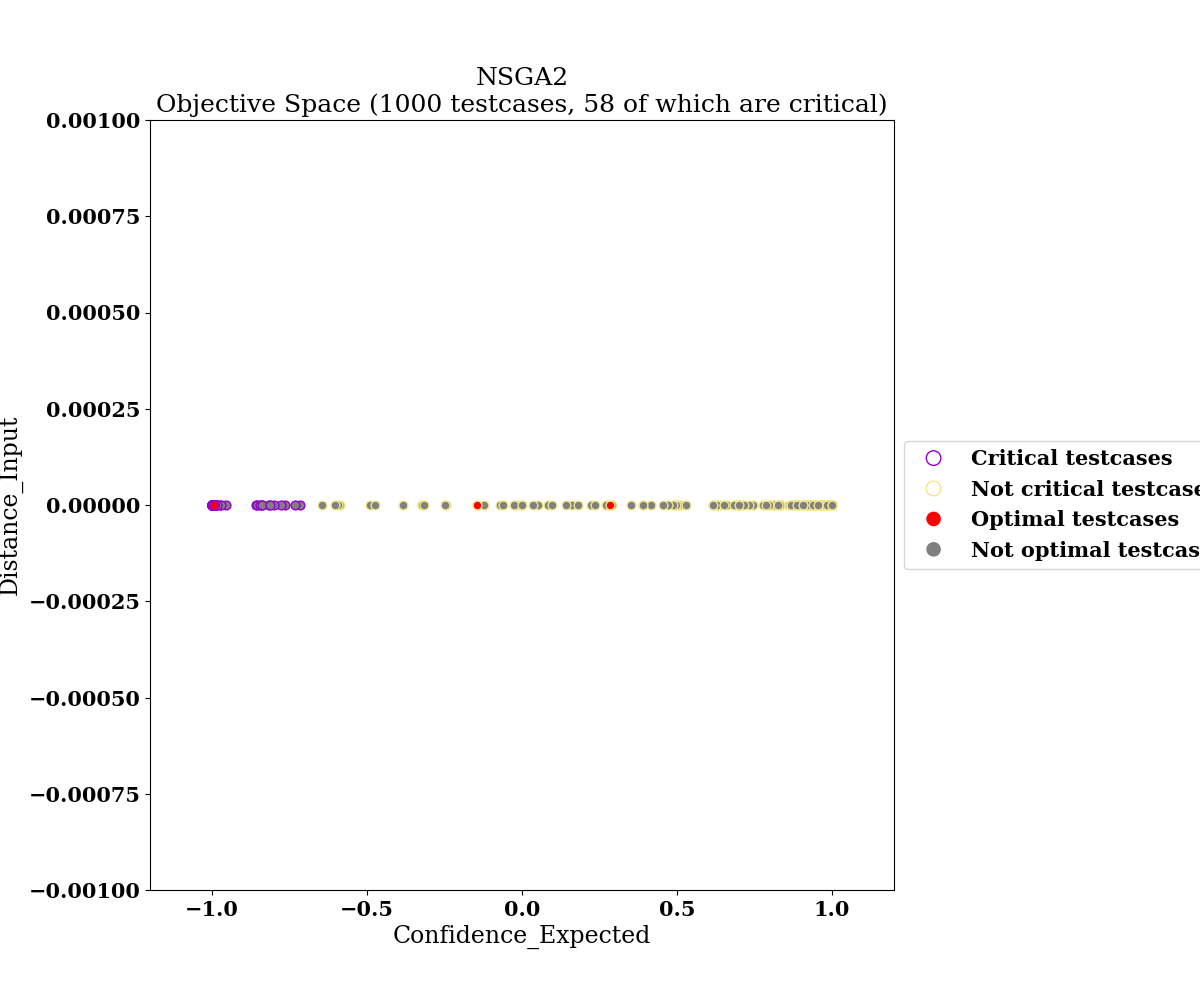 NSGA2
Objective Space (1000 testcases, 58 of which are critical)
0.00100
0.00075
0.00050
0.00025
0.00000
−0.00025
−0.00050
−0.00075
−0.00100
Distance_Input
−1.0
−0.5
0.0
0.5
1.0
Confidence_Expected
Critical testcases
Not critical testcase
Optimal testcases
Not optimal testcas